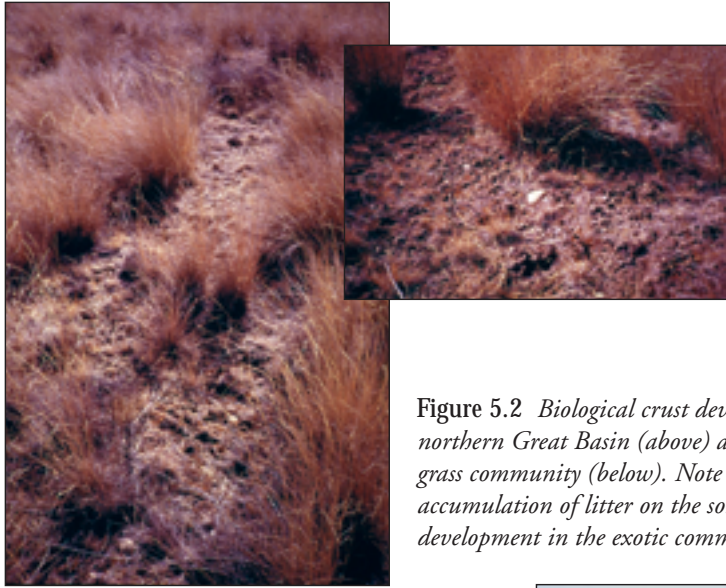 Figure 5.2 Biological crust dev
northern Great Basin (above) a
grass community (below). Note
accumulation of litter on the so
development in the exotic comm